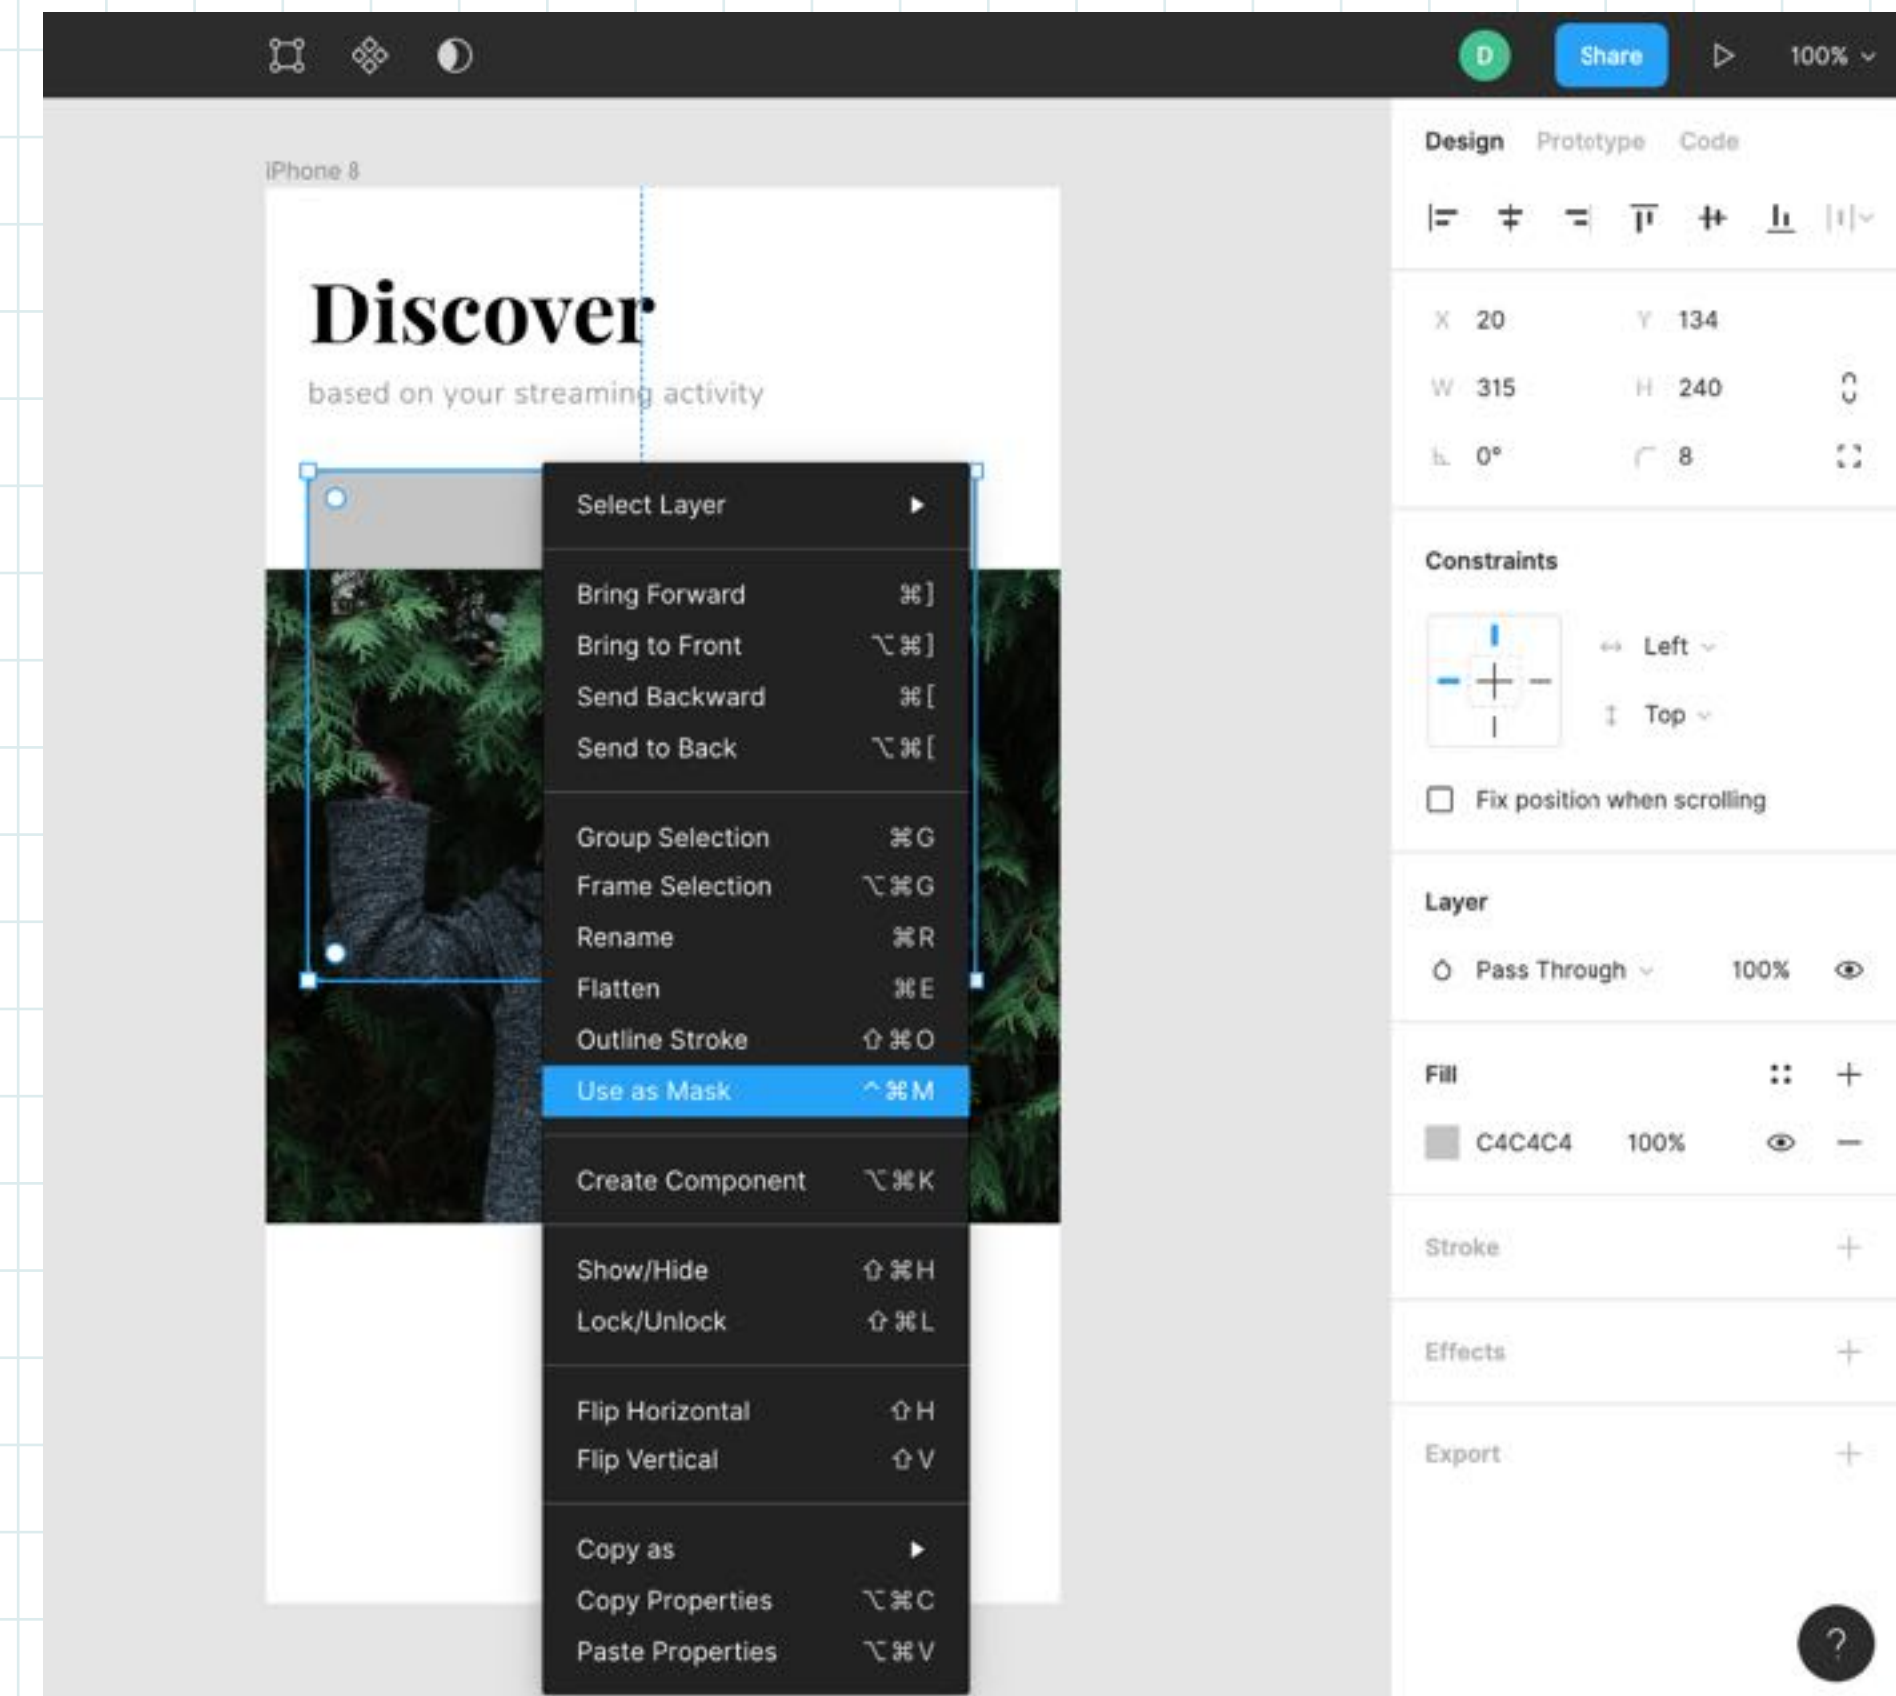 D Share 100%
Design Prototype Code
iPhone 8
Discover
based on your streaming activity
X 20 Y 134
W 315 H 240
0° 8
Constraints
Left
Top
Fix position when scrolling
Layer
Pass Through 100%
Fill
C4C4C4 100%
Stroke
Effects
Export
?
Select Layer
Bring Forward ⌘]
Bring to Front ⌥⌘]
Send Backward ⌘[
Send to Back ⌥⌘[
Group Selection ⌘G
Frame Selection ⌥⌘G
Rename ⌘R
Flatten ⌘E
Outline Stroke ⇧⌘O
Use as Mask ^⌘M
Create Component ⌥⌘K
Show/Hide ⇧⌘H
Lock/Unlock ⇧⌘L
Flip Horizontal ⇧H
Flip Vertical ⇧V
Copy as
Copy Properties ⌥⌘C
Paste Properties ⌥⌘V